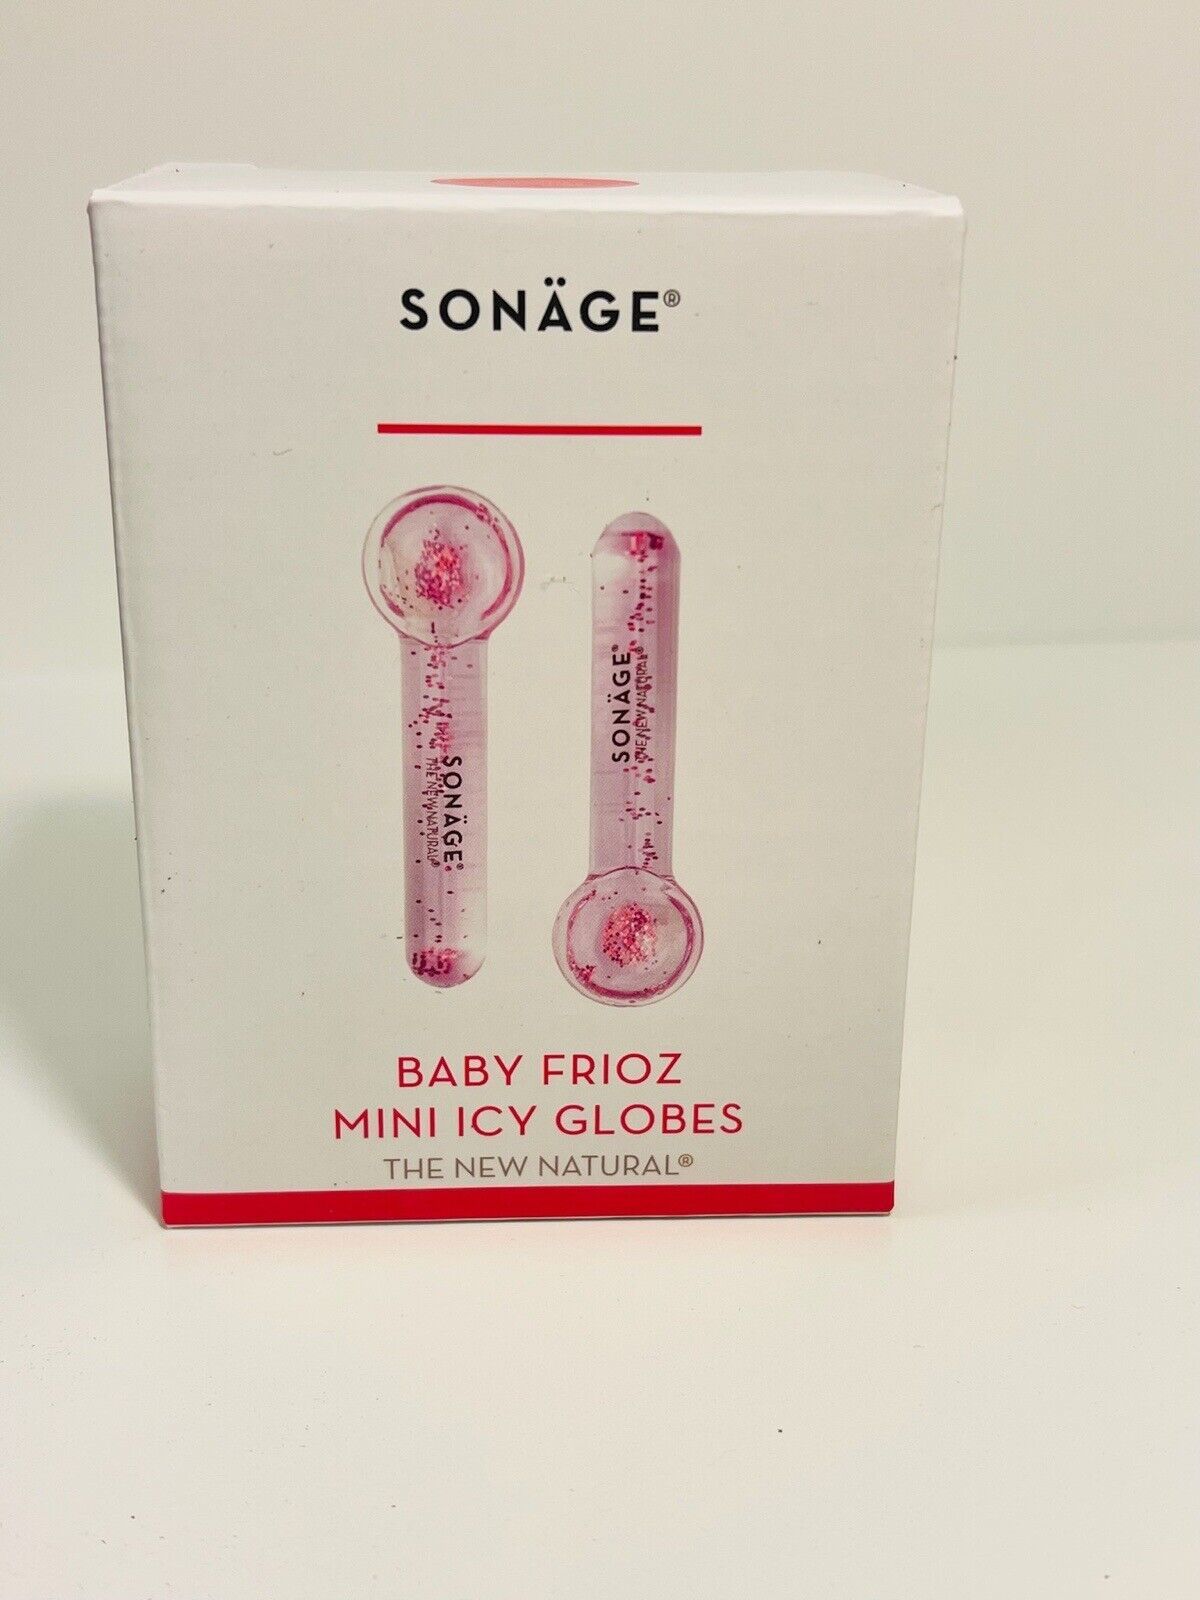 SONÄGE®
SONÄGE®
THE NEW NATURAL®
SONÄGE®
THE NEW NATURAL®
BABY FRIOZ
MINI ICY GLOBES
THE NEW NATURAL®